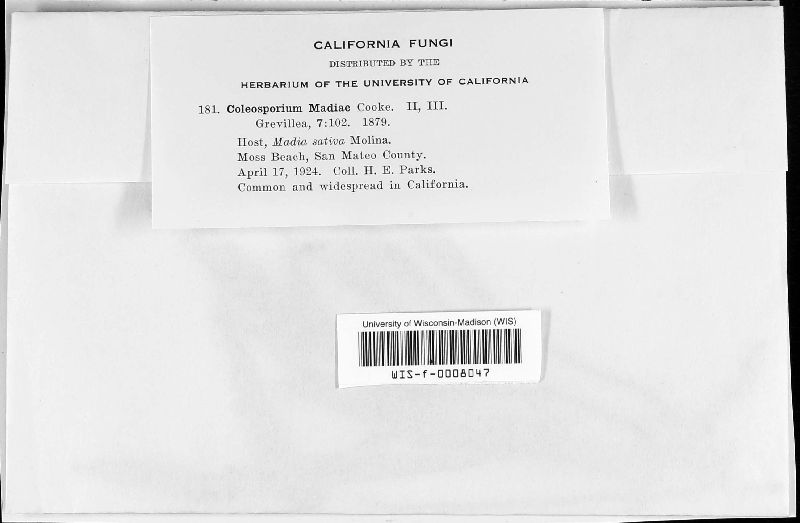 CALIFORNIA FUNGI
DISTRIBUTED BY THE
HERBARIUM OF THE UNIVERSITY OF CALIFORNIA
181. Coleosporium Madiae Cooke. II, III.
Grevillea, 7:102. 1879.
Host, Madia sativa Molina.
Moss Beach, San Mateo County.
April 17, 1924. Coll. H. E. Parks.
Common and widespread in California.
University of Wisconsin-Madison (WIS)
WIS-f-0008047